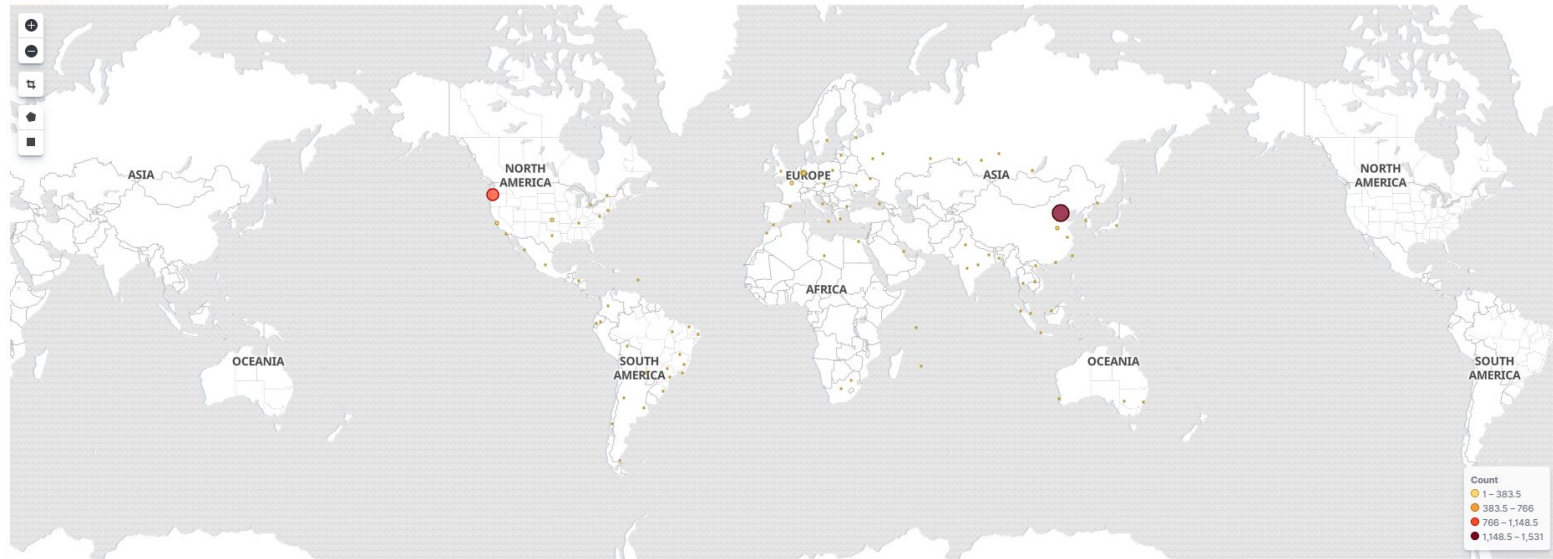 ASIA
NORTH
AMERICA
EUROPE
ASIA
NORTH
AMERICA
AFRICA
OCEANIA
SOUTH
AMERICA
OCEANIA
SOUTH
AMERICA
Count
1 – 383.5
383.5 – 766
766 – 1,148.5
1,148.5 – 1,531